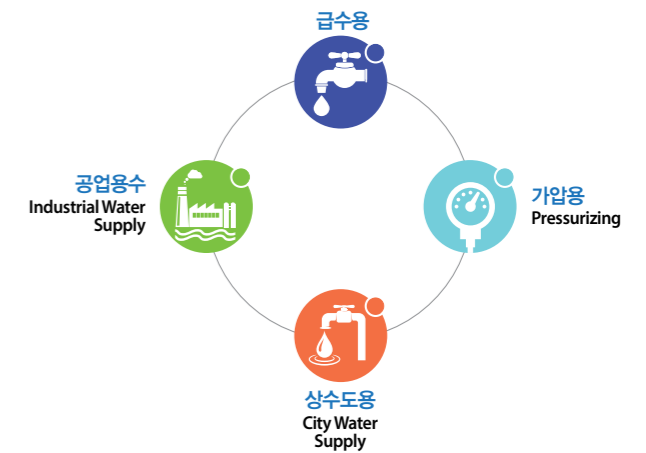 급수용
공업용수
Industrial Water
Supply
가압용
Pressurizing
상수도용
City Water
Supply